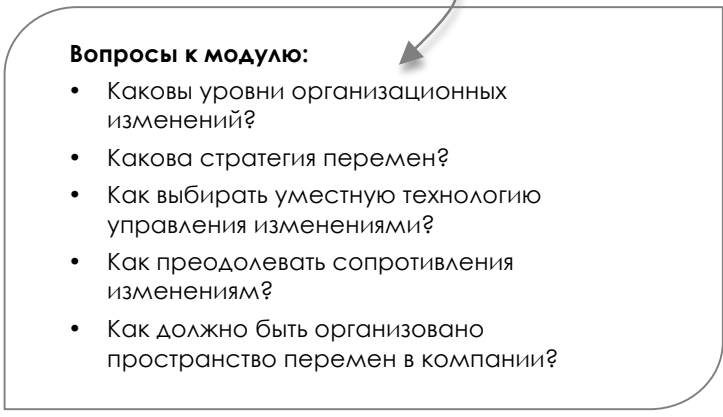 Вопросы к модулю:
• Каковы уровни организационных
изменений?
• Какова стратегия перемен?
• Как выбирать уместную технологию
управления изменениями?
• Как преодолевать сопротивления
изменениям?
• Как должно быть организовано
пространство перемен в компании?